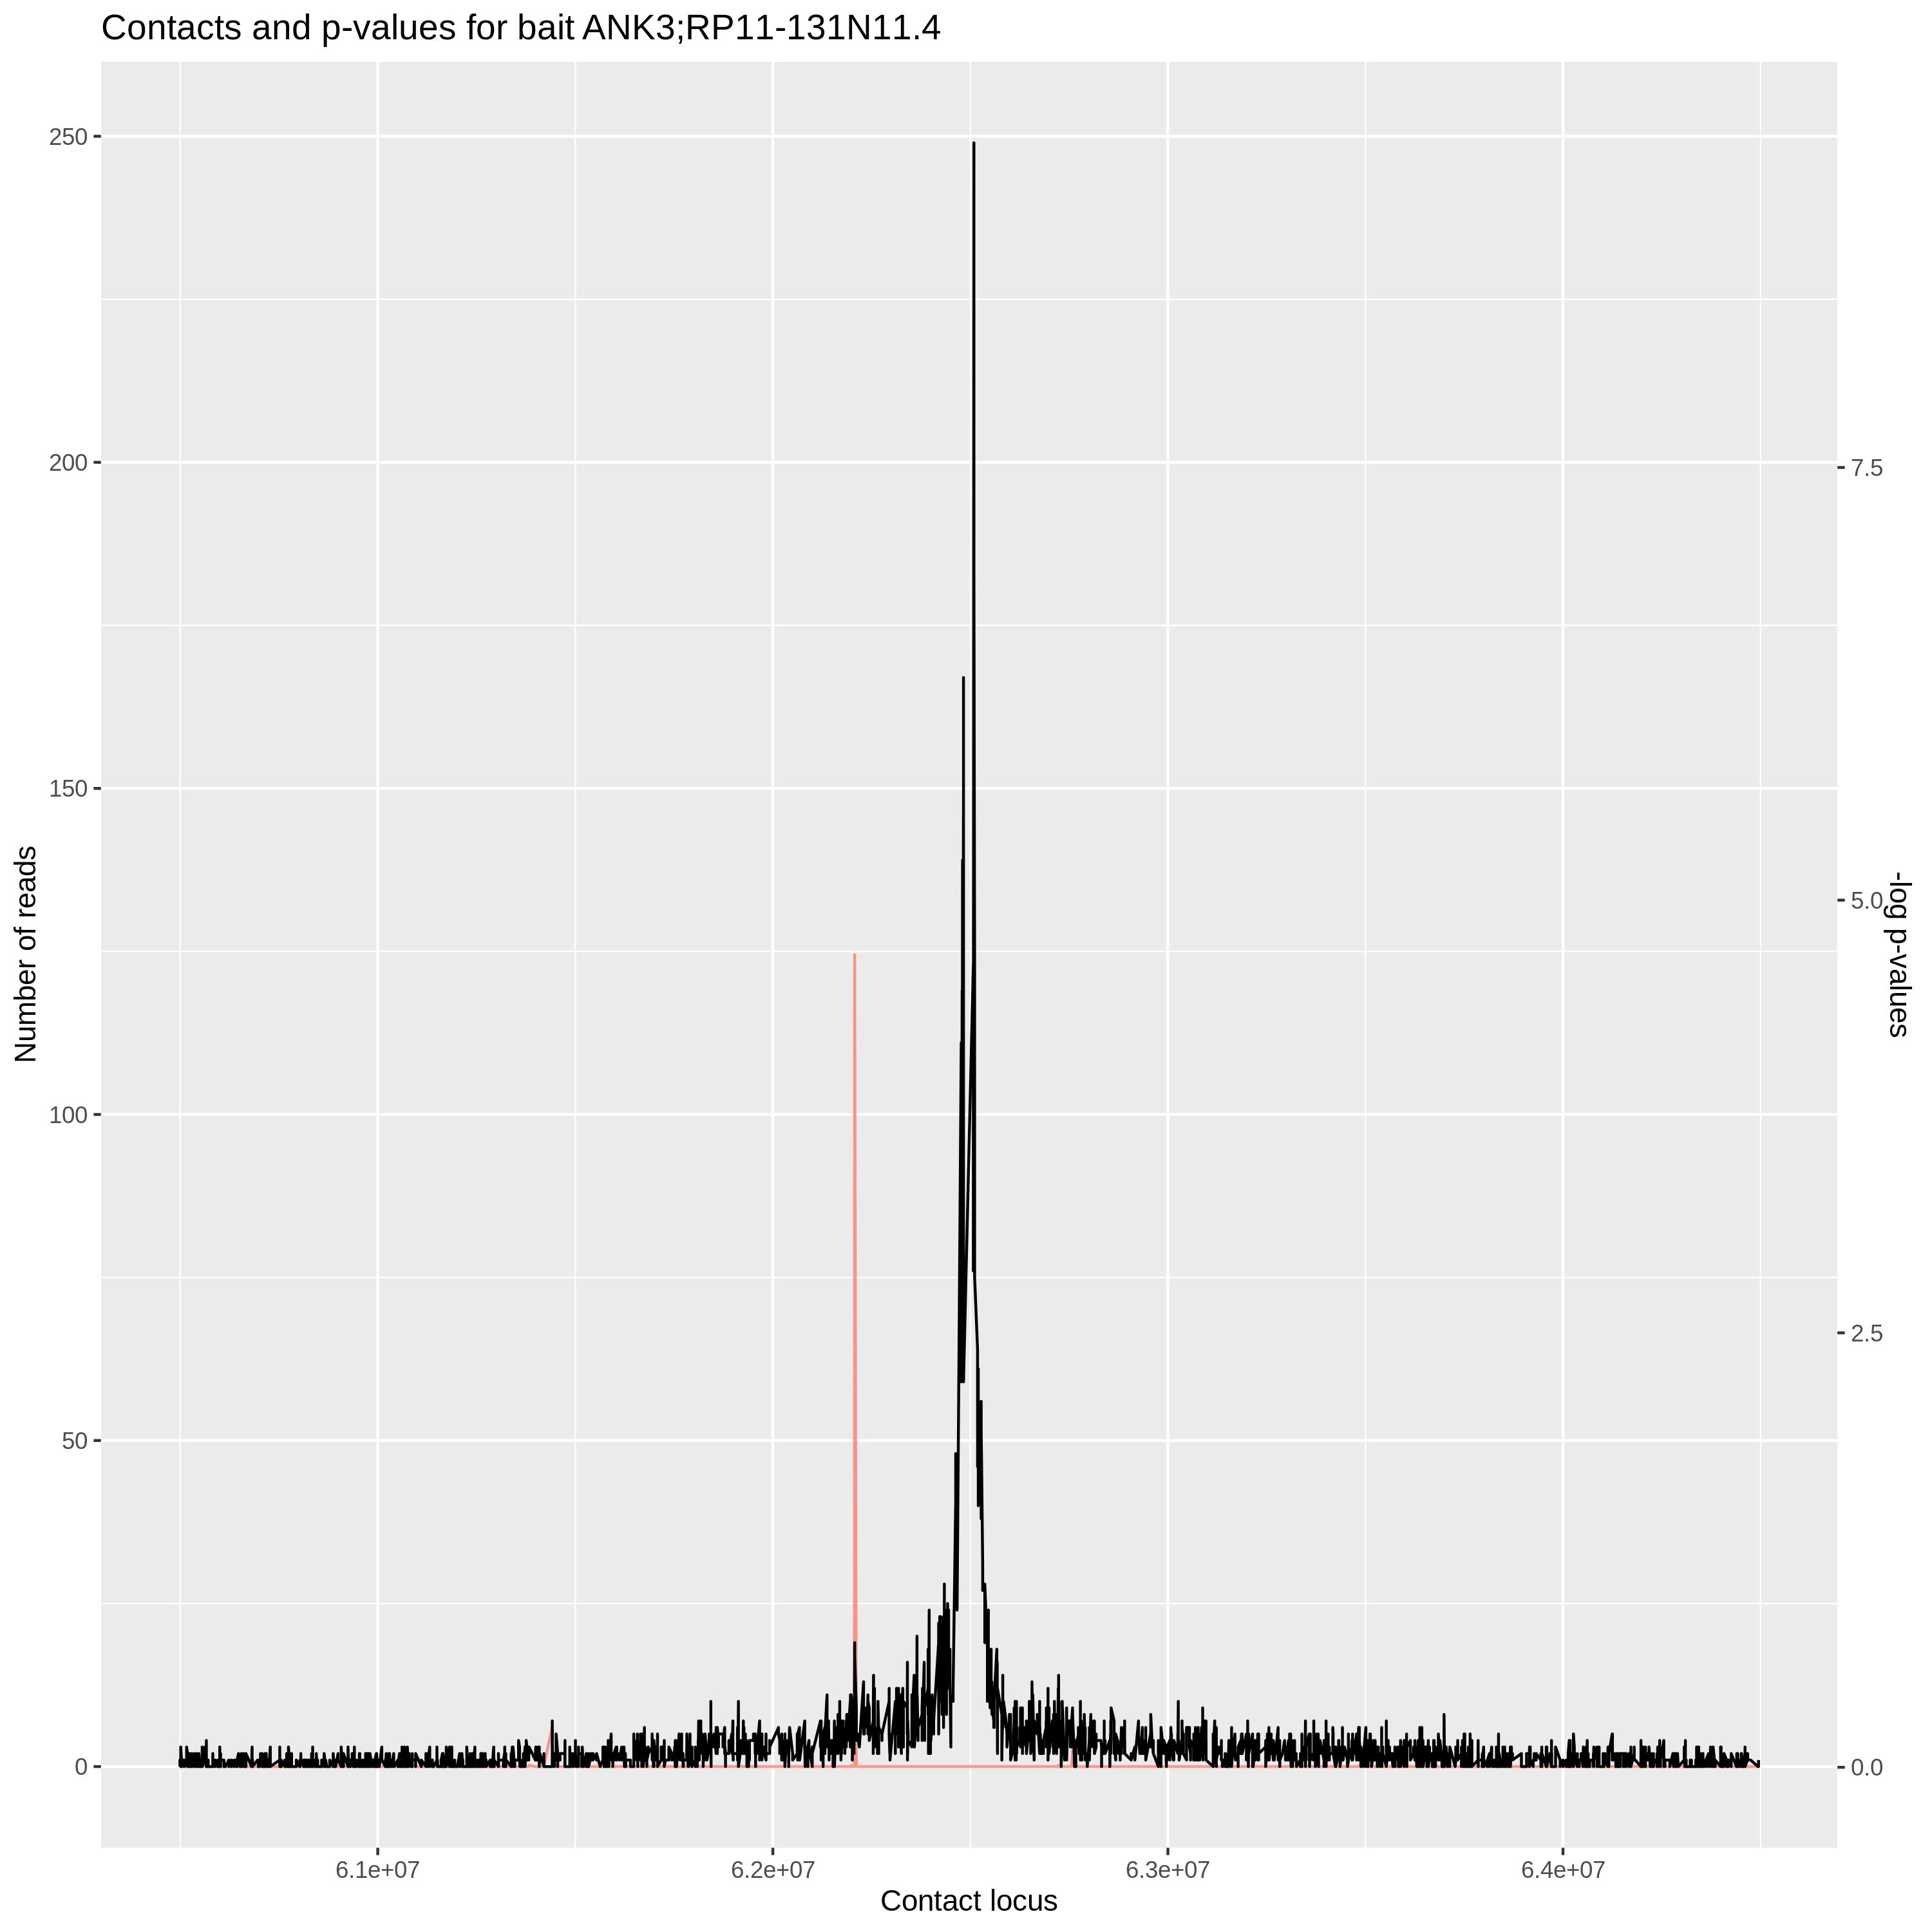 Contacts and p-values for bait ANK3;RP11-131N11.4
250
200
150
100
50
0
Number of reads
7.5
5.0
2.5
0.0
-log p-values
6.1e+07 6.2e+07 6.3e+07 6.4e+07
Contact locus